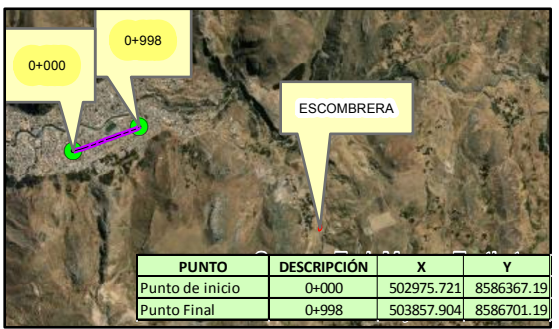 0+000
0+998
ESCOMBRERA
PUNTO DESCRIPCIÓN X Y
Punto de inicio 0+000 502975.721 8586367.19
Punto Final 0+998 503857.904 8586701.19